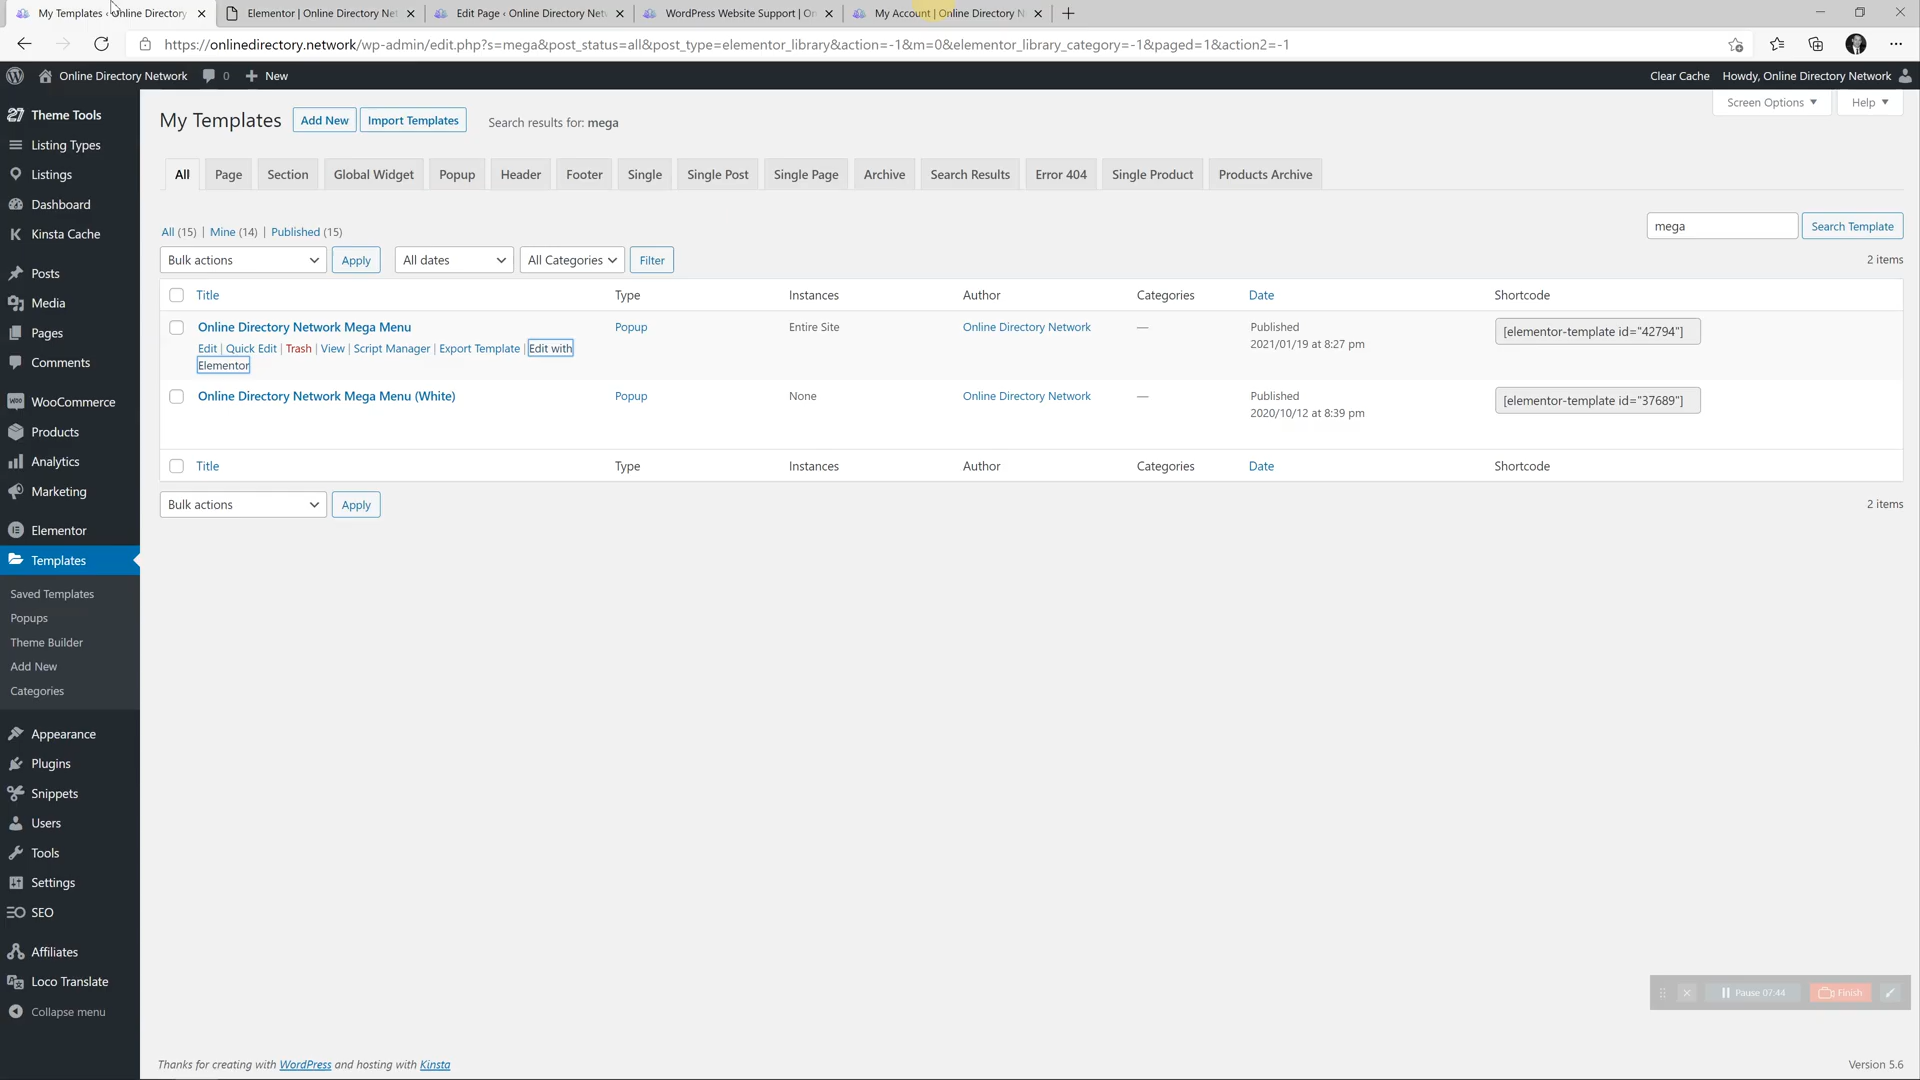 My Templates ‹ Online Directory
Elementor | Online Directory Net
Edit Page ‹ Online Directory Netw
WordPress Website Support | On
My Account | Online Directory N
https://onlinedirectory.network/wp-admin/edit.php?s=mega&post_status=all&post_type=elementor_library&action=-1&m=0&elementor_library_category=-1&paged=1&action2=-1
Online Directory Network 0 + New
Clear Cache Howdy, Online Directory Network
Theme Tools
Listing Types
Listings
Dashboard
Kinsta Cache
Posts
Media
Pages
Comments
WooCommerce
Products
Analytics
Marketing
Elementor
Templates
Saved Templates
Popups
Theme Builder
Add New
Categories
Appearance
Plugins
Snippets
Users
Tools
Settings
SEO
Affiliates
Loco Translate
Collapse menu
Screen Options Help
My Templates Add New Import Templates Search results for: mega
All Page Section Global Widget Popup Header Footer Single Single Post Single Page Archive Search Results Error 404 Single Product Products Archive
All (15) | Mine (14) | Published (15)
mega Search Template
Bulk actions Apply All dates All Categories Filter
2 items
Title Type Instances Author Categories Date Shortcode
Online Directory Network Mega Menu Popup Entire Site Online Directory Network — Published [elementor-template id="42794"]
2021/01/19 at 8:27 pm
Edit | Quick Edit | Trash | View | Script Manager | Export Template | Edit with
Elementor
Online Directory Network Mega Menu (White) Popup None Online Directory Network — Published [elementor-template id="37689"]
2020/10/12 at 8:39 pm
Title Type Instances Author Categories Date Shortcode
Bulk actions Apply
2 items
Pause 07:44 Finish
Thanks for creating with WordPress and hosting with Kinsta
Version 5.6